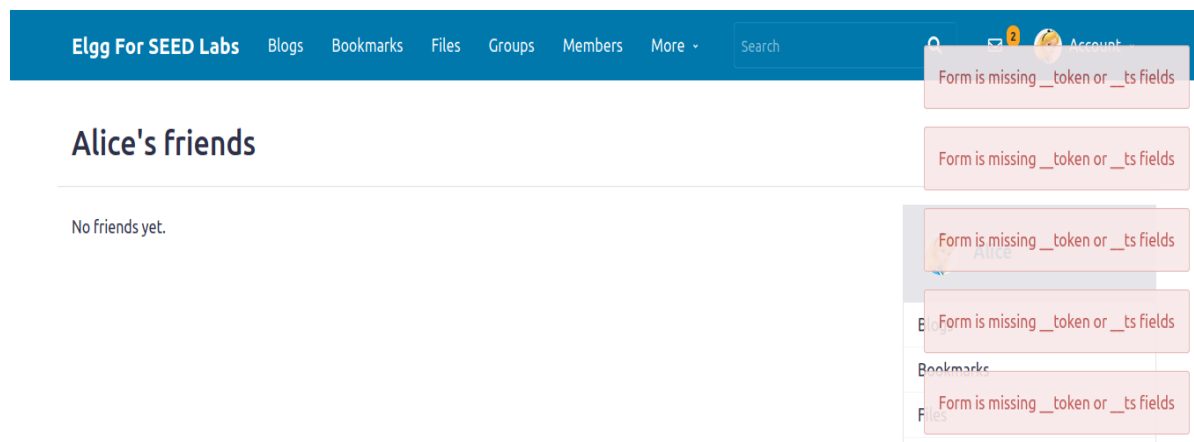 Elgg For SEED Labs Blogs Bookmarks Files Groups Members More Search 2 Account
Form is missing __token or __ts fields
Alice's friends
Form is missing __token or __ts fields
No friends yet.
Form is missing __token or __ts fields
Alice
Form is missing __token or __ts fields
Blogs
Bookmarks
Form is missing __token or __ts fields
Files